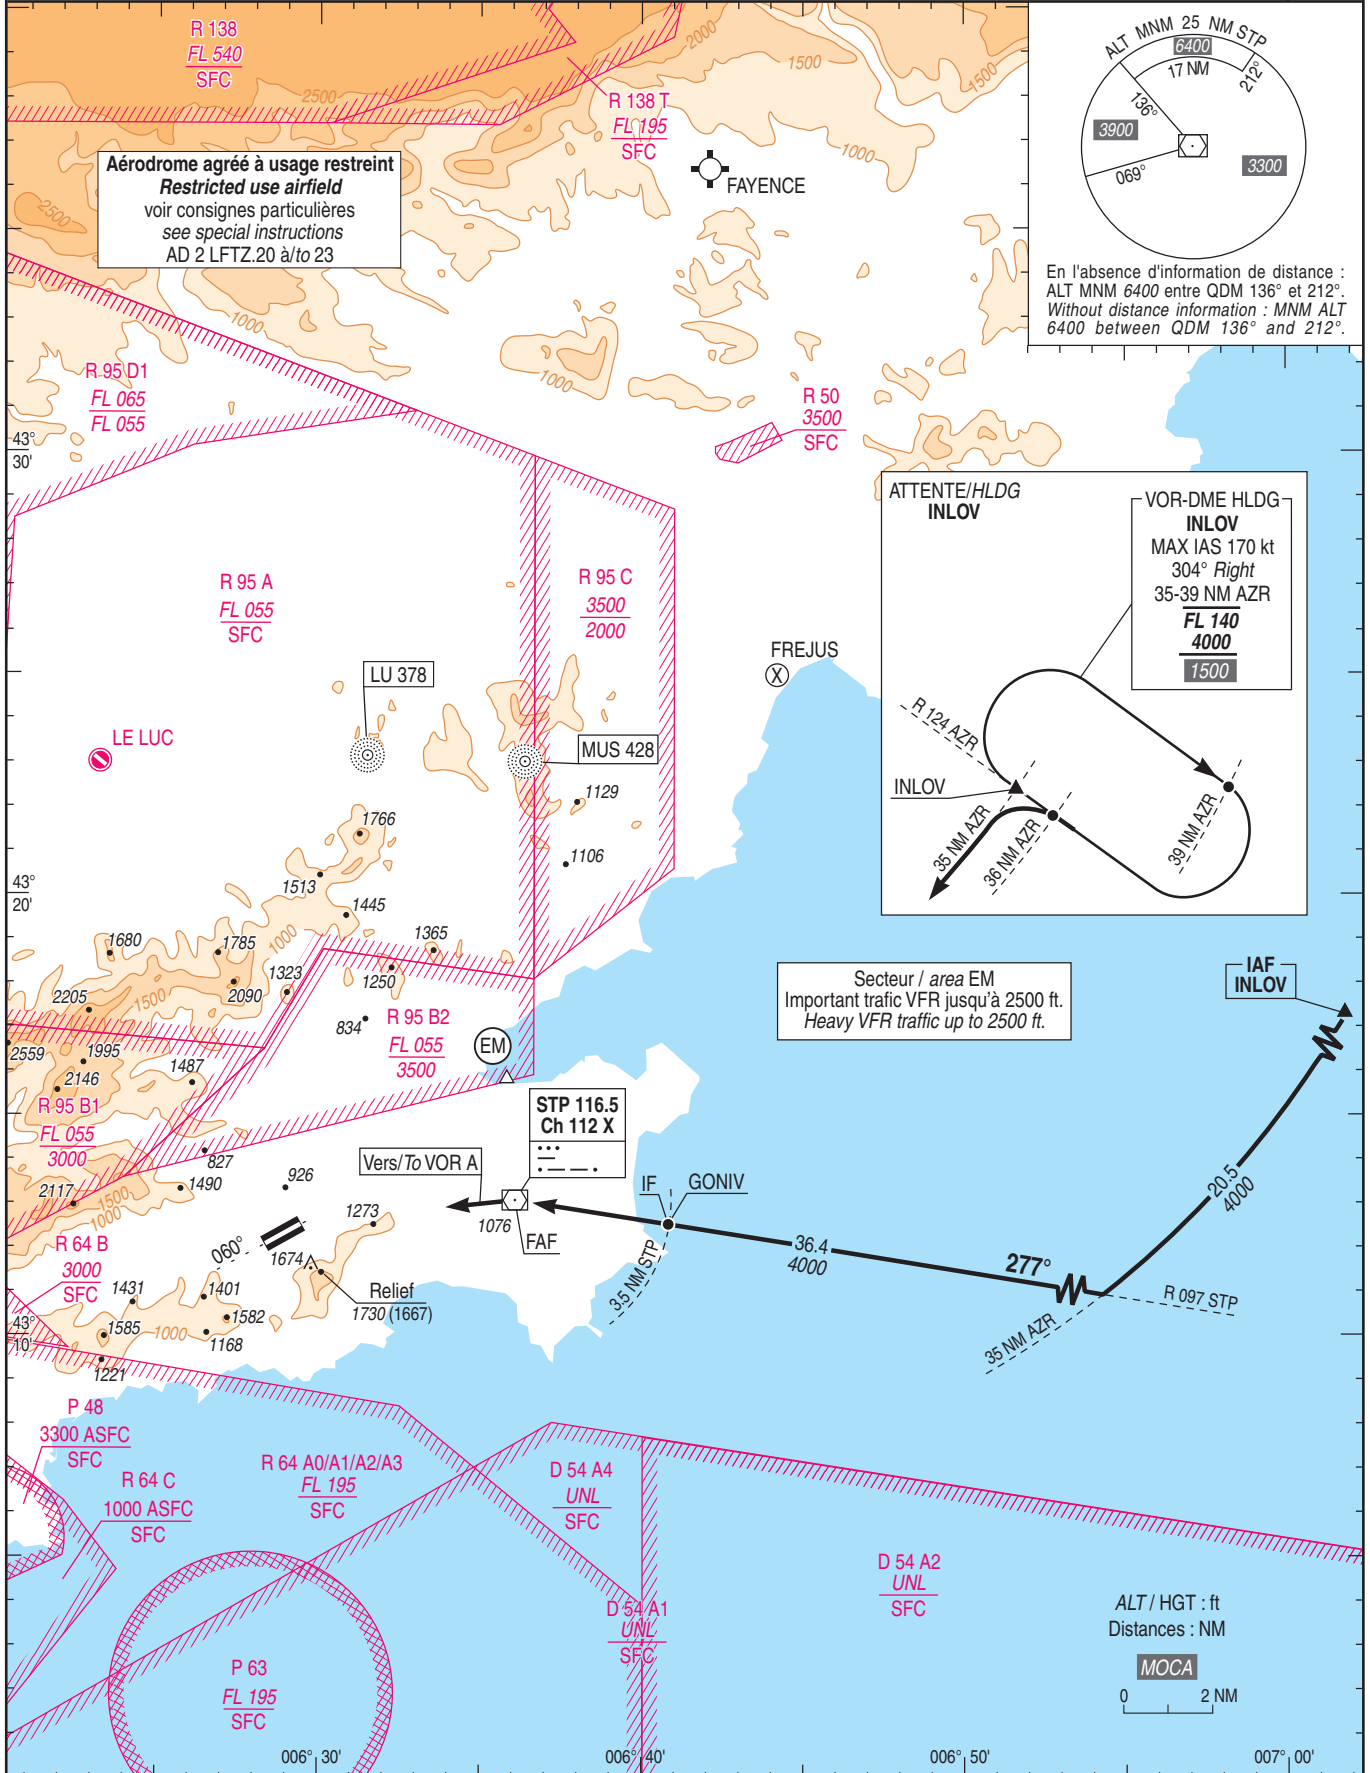 R 138
FL 540
SFC
2500
2000
1500
1500
R 138 T
FL 195
SFC
1000
FAYENCE
Aérodrome agréé à usage restreint
Restricted use airfield
voir consignes particulières
see special instructions
AD 2 LFTZ.20 à/to 23
2500
1000
1000
ALT MNM 25 NM STP
6400
17 NM
212°
136°
3900
069°
3300
En l'absence d'information de distance :
ALT MNM 6400 entre QDM 136° et 212°.
Without distance information : MNM ALT
6400 between QDM 136° and 212°.
R 95 D1
FL 065
FL 055
43°
30'
R 50
3500
SFC
ATTENTE/HLDG
INLOV
VOR-DME HLDG
INLOV
MAX IAS 170 kt
304° Right
35-39 NM AZR
FL 140
4000
1500
R 124 AZR
INLOV
35 NM AZR
36 NM AZR
39 NM AZR
R 95 A
FL 055
SFC
R 95 C
3500
2000
FREJUS
X
LU 378
LE LUC
MUS 428
1129
1766
1106
1513
43°
20'
1445
1000
1365
1680
1785
1323
1250
2090
1500
2205
834
R 95 B2
FL 055
3500
EM
Secteur / area EM
Important trafic VFR jusqu'à 2500 ft.
Heavy VFR traffic up to 2500 ft.
IAF
INLOV
2559
1995
2146
1487
R 95 B1
FL 055
3000
827
STP 116.5
Ch 112 X
Vers/To VOR A
926
1490
2117
1500
1000
1273
1076
FAF
IF
GONIV
3.5 NM STP
20.5
4000
36.4
4000
277°
R 097 STP
35 NM AZR
060°
1674
R 64 B
3000
SFC
Relief
1730 (1667)
1431
1401
1582
1585
1000
1168
1221
43°
10'
P 48
3300 ASFC
SFC
R 64 C
1000 ASFC
SFC
R 64 A0/A1/A2/A3
FL 195
SFC
D 54 A4
UNL
SFC
D 54 A2
UNL
SFC
D 54 A1
UNL
SFC
P 63
FL 195
SFC
ALT / HGT : ft
Distances : NM
MOCA
0 2 NM
006° 30'
006° 40'
006° 50'
007° 00'